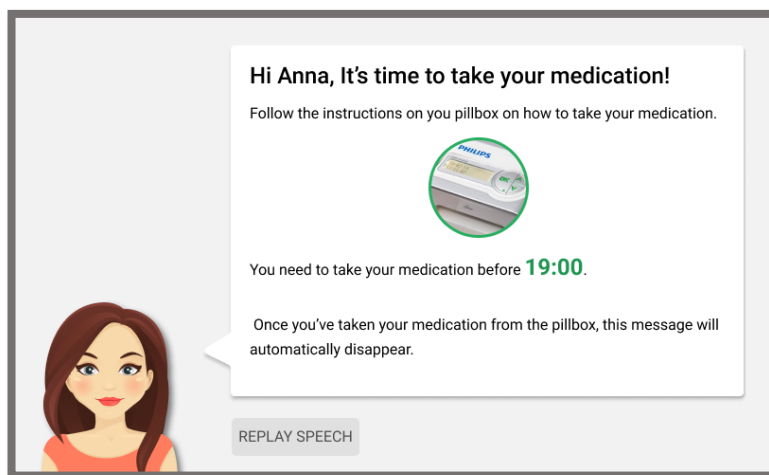 Hi Anna, It’s time to take your medication!
Follow the instructions on you pillbox on how to take your medication.
PHILIPS
OK
You need to take your medication before 19:00.
Once you’ve taken your medication from the pillbox, this message will
automatically disappear.
REPLAY SPEECH